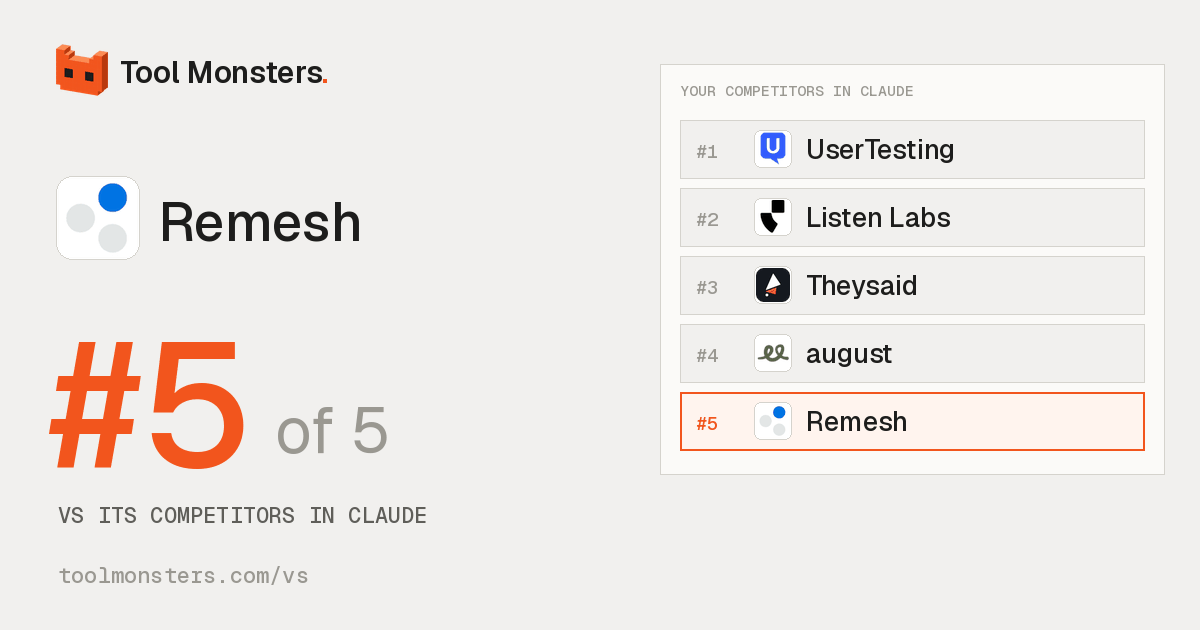 Tool Monsters.
Remesh
#5 of 5
VS ITS COMPETITORS IN CLAUDE
toolmonsters.com/vs
YOUR COMPETITORS IN CLAUDE
#1 UserTesting
#2 Listen Labs
#3 Theysaid
#4 august
#5 Remesh